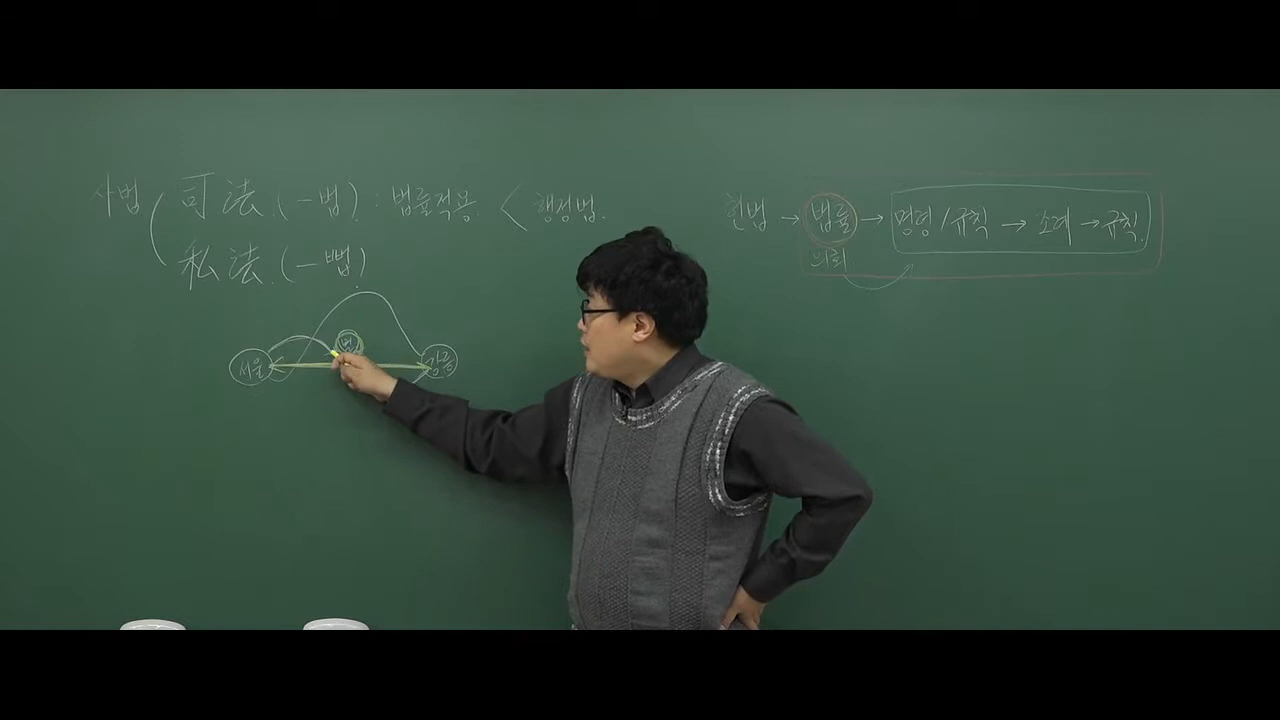 사법 司法 (-법) : 법률적용 < 행정법.
私法 (-뻡)
서울 법 강릉
헌법 → 법률 → 명령/규칙 → 조례 → 규칙.
의회